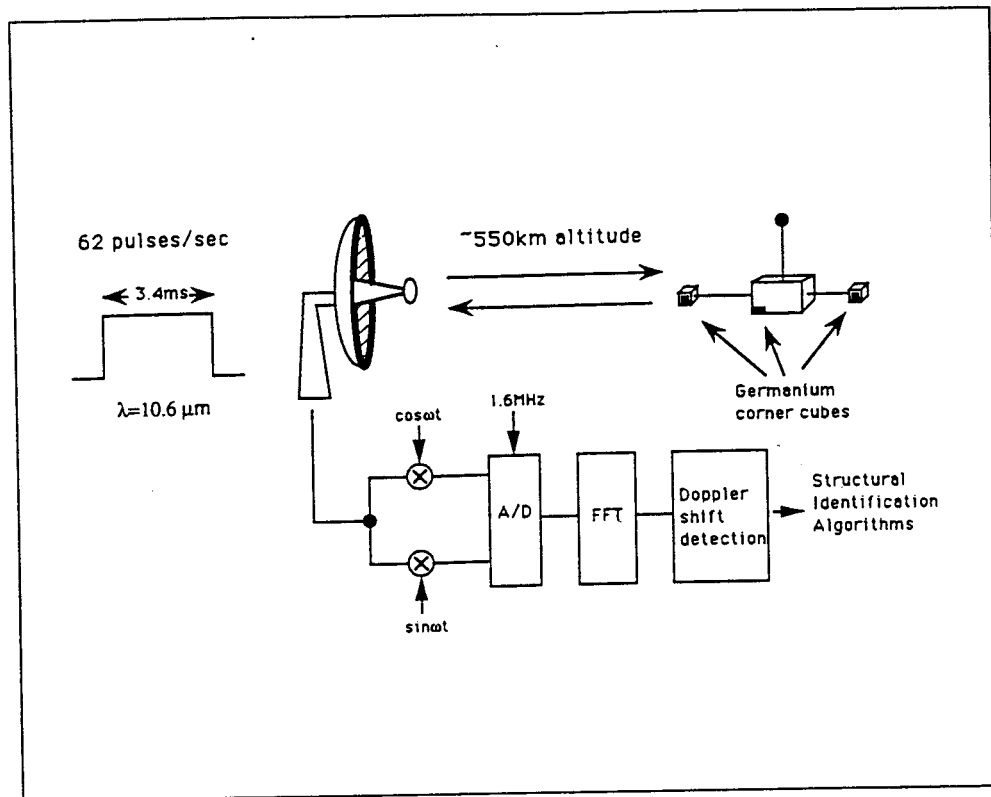 62 pulses/sec
3.4ms
λ=10.6 μm
~550km altitude
Germanium
corner cubes
cosωt
1.6MHz
A/D
FFT
Doppler
shift
detection
Structural
Identification
Algorithms
sinωt